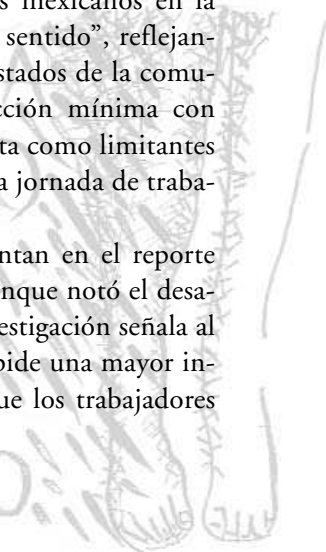 s mexicanos en la
sentido”, reflejan-
stados de la comu-
cción mínima con
ta como limitantes
a jornada de traba-
ntan en el reporte
nque notó el desa-
estigación señala al
pide una mayor in-
ue los trabajadores